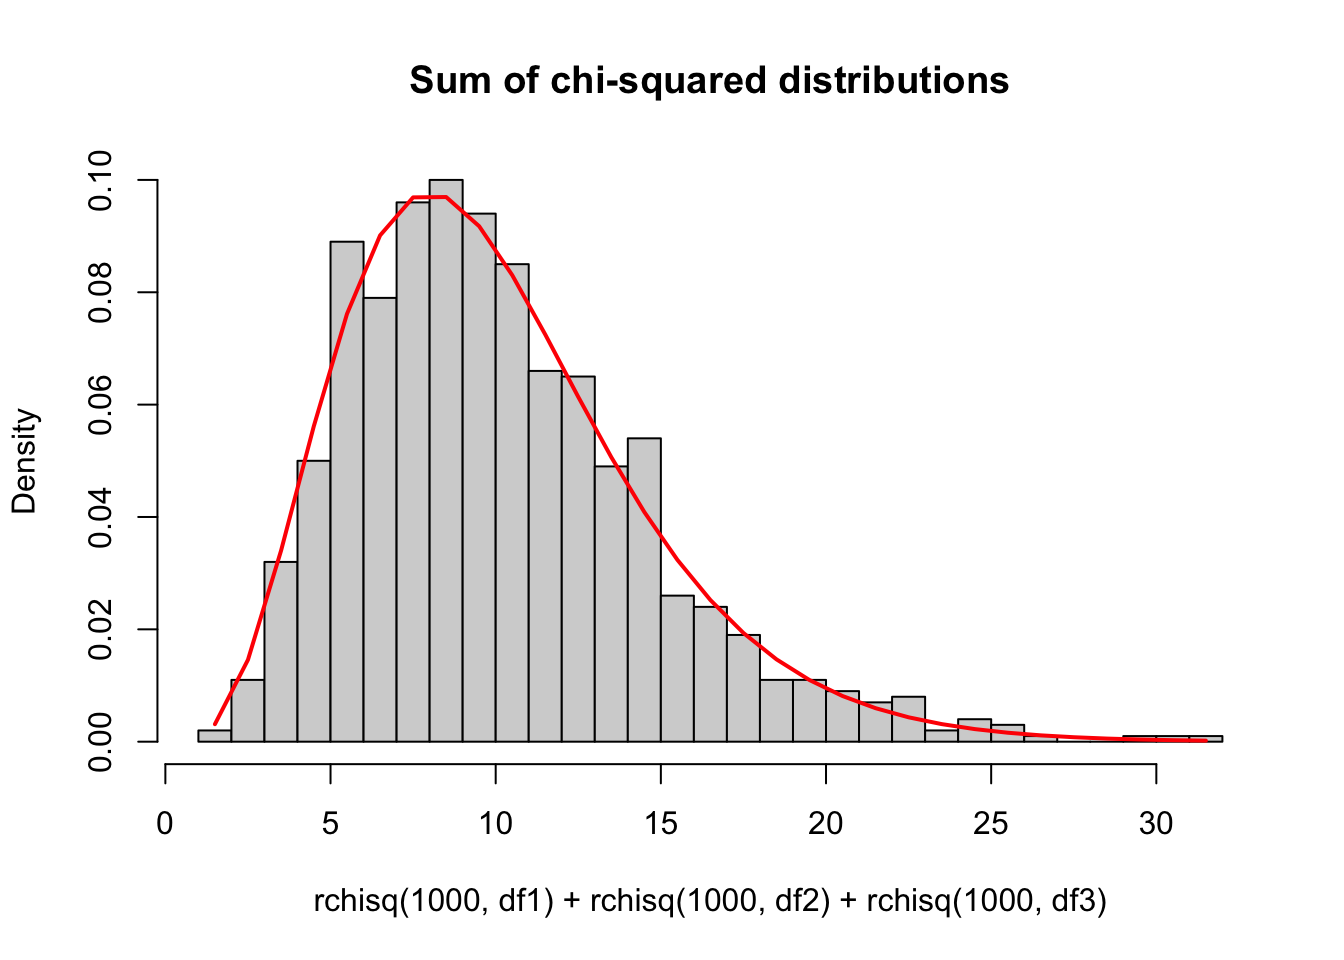 Sum of chi-squared distributions
Density
0.10
0.08
0.06
0.04
0.02
0.00
0 5 10 15 20 25 30
rchisq(1000, df1) + rchisq(1000, df2) + rchisq(1000, df3)